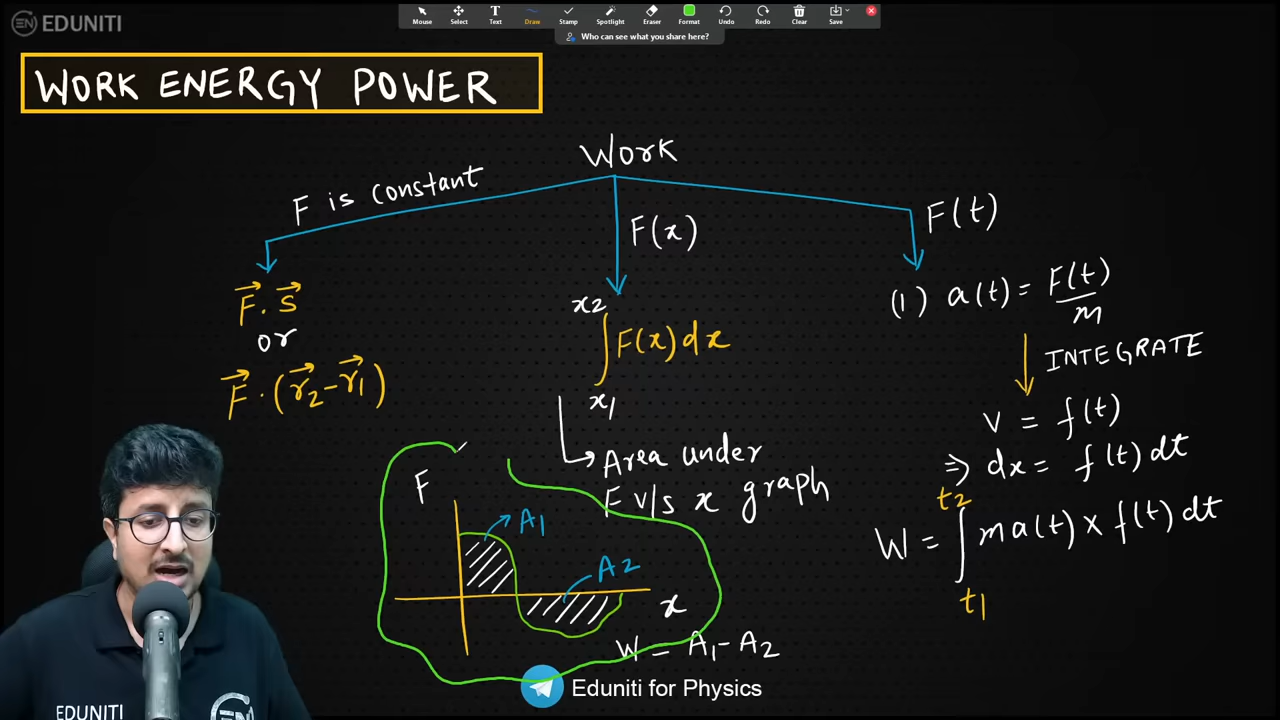 EDUNITI
Mouse Select Text Draw Stamp Spotlight Eraser Format Undo Redo Clear Save
Who can see what you share here?
WORK ENERGY POWER
Work
F is constant
F(x)
F(t)
F⃗ . s⃗
or
F⃗ . (r⃗2 - r⃗1)
x2
∫ F(x) dx
x1
Area under
F v/s x graph
F
A1
A2
x
W = A1 - A2
(1) a(t) = F(t)/m
INTEGRATE
v = f(t)
⇒ dx = f(t) dt
t2
W = ∫ m a(t) × f(t) dt
t1
Eduniti for Physics
EDUNITI